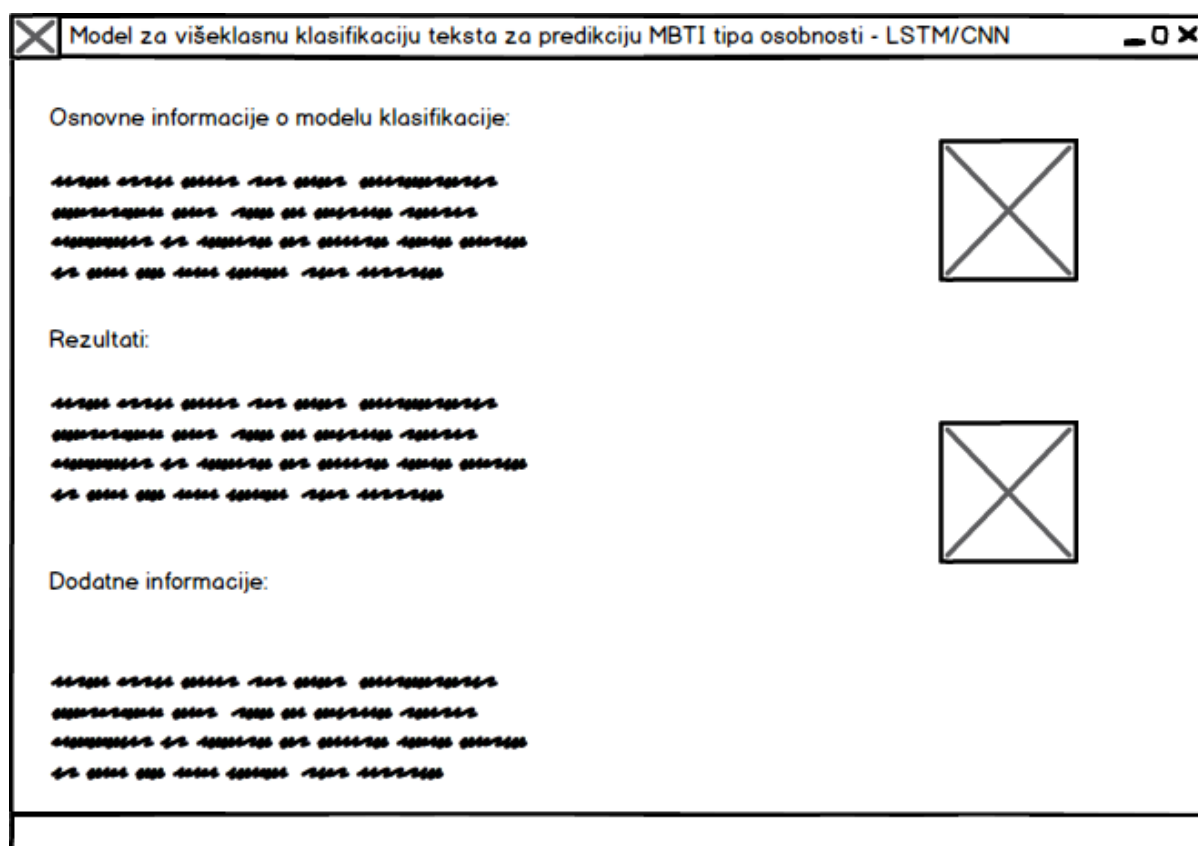 Model za višeklasnu klasifikaciju teksta za predikciju MBTI tipa osobnosti - LSTM/CNN
Osnovne informacije o modelu klasifikacije:
Rezultati:
Dodatne informacije: